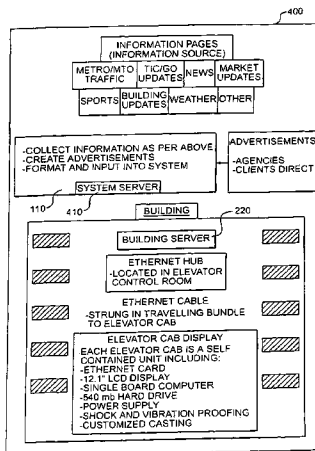 400
INFORMATION PAGES
(INFORMATION SOURCE)
METRO/MTO TRAFFIC
TTC/GO UPDATES
NEWS
MARKET UPDATES
SPORTS
BUILDING UPDATES
WEATHER
OTHER
-COLLECT INFORMATION AS PER ABOVE
-CREATE ADVERTISEMENTS
-FORMAT AND INPUT INTO SYSTEM
SYSTEM SERVER
ADVERTISEMENTS
-AGENCIES
-CLIENTS DIRECT
110
410
BUILDING
220
BUILDING SERVER
ETHERNET HUB
-LOCATED IN ELEVATOR
CONTROL ROOM
ETHERNET CABLE
-STRUNG IN TRAVELLING BUNDLE
TO ELEVATOR CAB
ELEVATOR CAB DISPLAY
EACH ELEVATOR CAB IS A SELF
CONTAINED UNIT INCLUDING:
-ETHERNET CARD
-12.1" LCD DISPLAY
-SINGLE BOARD COMPUTER
-540 mb HARD DRIVE
-POWER SUPPLY
-SHOCK AND VIBRATION PROOFING
-CUSTOMIZED CASTING